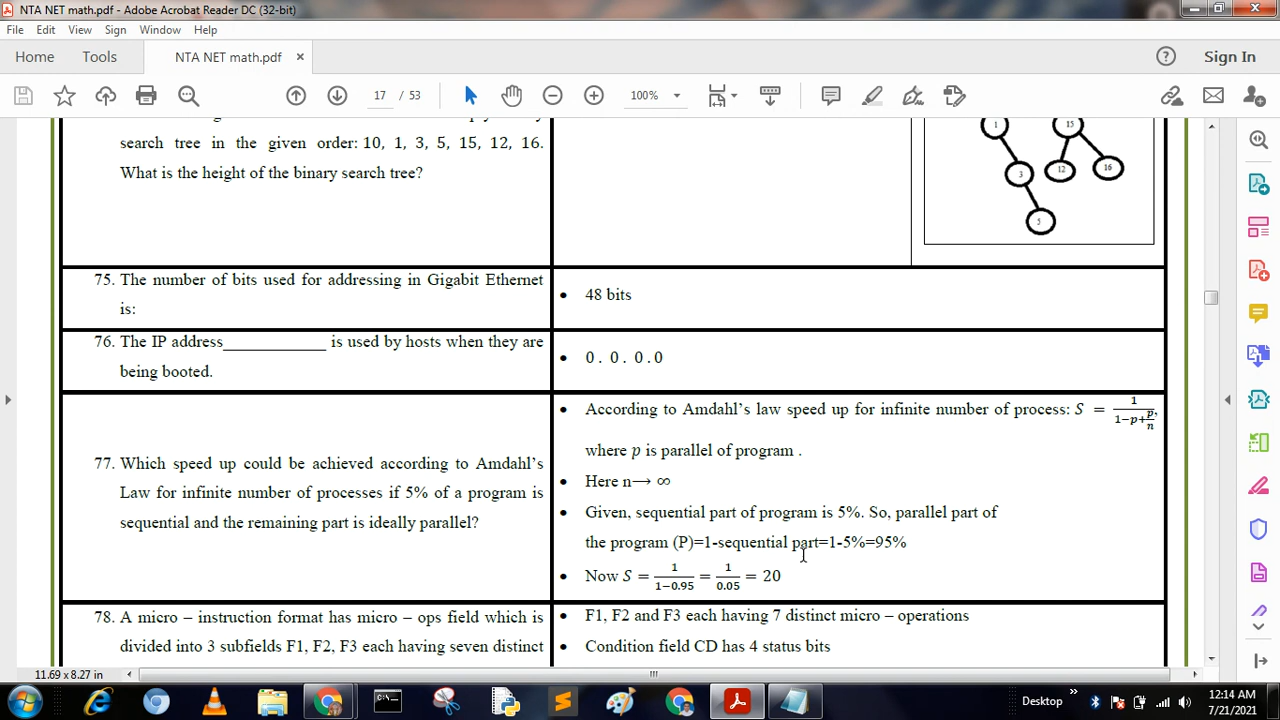 NTA NET math.pdf - Adobe Acrobat Reader DC (32-bit)
File Edit View Sign Window Help
Home Tools NTA NET math.pdf × Sign In
17 / 53 100%
search tree in the given order: 10, 1, 3, 5, 15, 12, 16.
What is the height of the binary search tree?
1 15
3 12 16
5
75. The number of bits used for addressing in Gigabit Ethernet
is:
• 48 bits
76. The IP address____________ is used by hosts when they are
being booted.
• 0 . 0 . 0 .0
77. Which speed up could be achieved according to Amdahl's
Law for infinite number of processes if 5% of a program is
sequential and the remaining part is ideally parallel?
• According to Amdahl's law speed up for infinite number of process: S = 1/(1−p+p/n),
where p is parallel of program .
• Here n→ ∞
• Given, sequential part of program is 5%. So, parallel part of
the program (P)=1-sequential part=1-5%=95%
• Now S = 1/(1−0.95) = 1/0.05 = 20
78. A micro – instruction format has micro – ops field which is
divided into 3 subfields F1, F2, F3 each having seven distinct
• F1, F2 and F3 each having 7 distinct micro – operations
• Condition field CD has 4 status bits
11.69 x 8.27 in
Desktop » 12:14 AM
7/21/2021